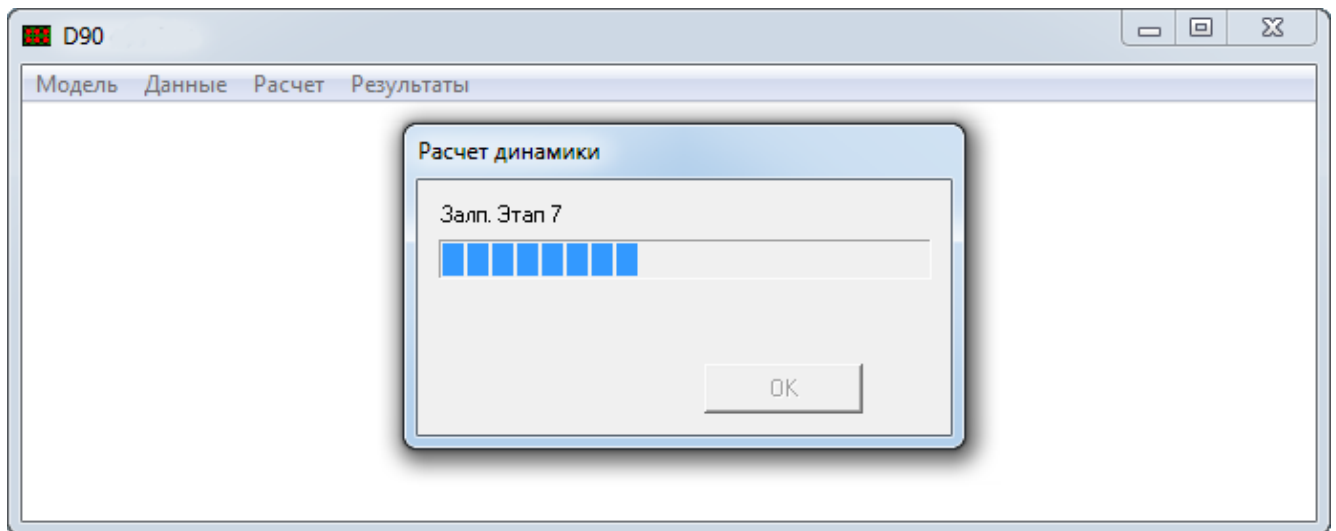 D90
Модель Данные Расчет Результаты
Расчет динамики
Залп. Этап 7
OK